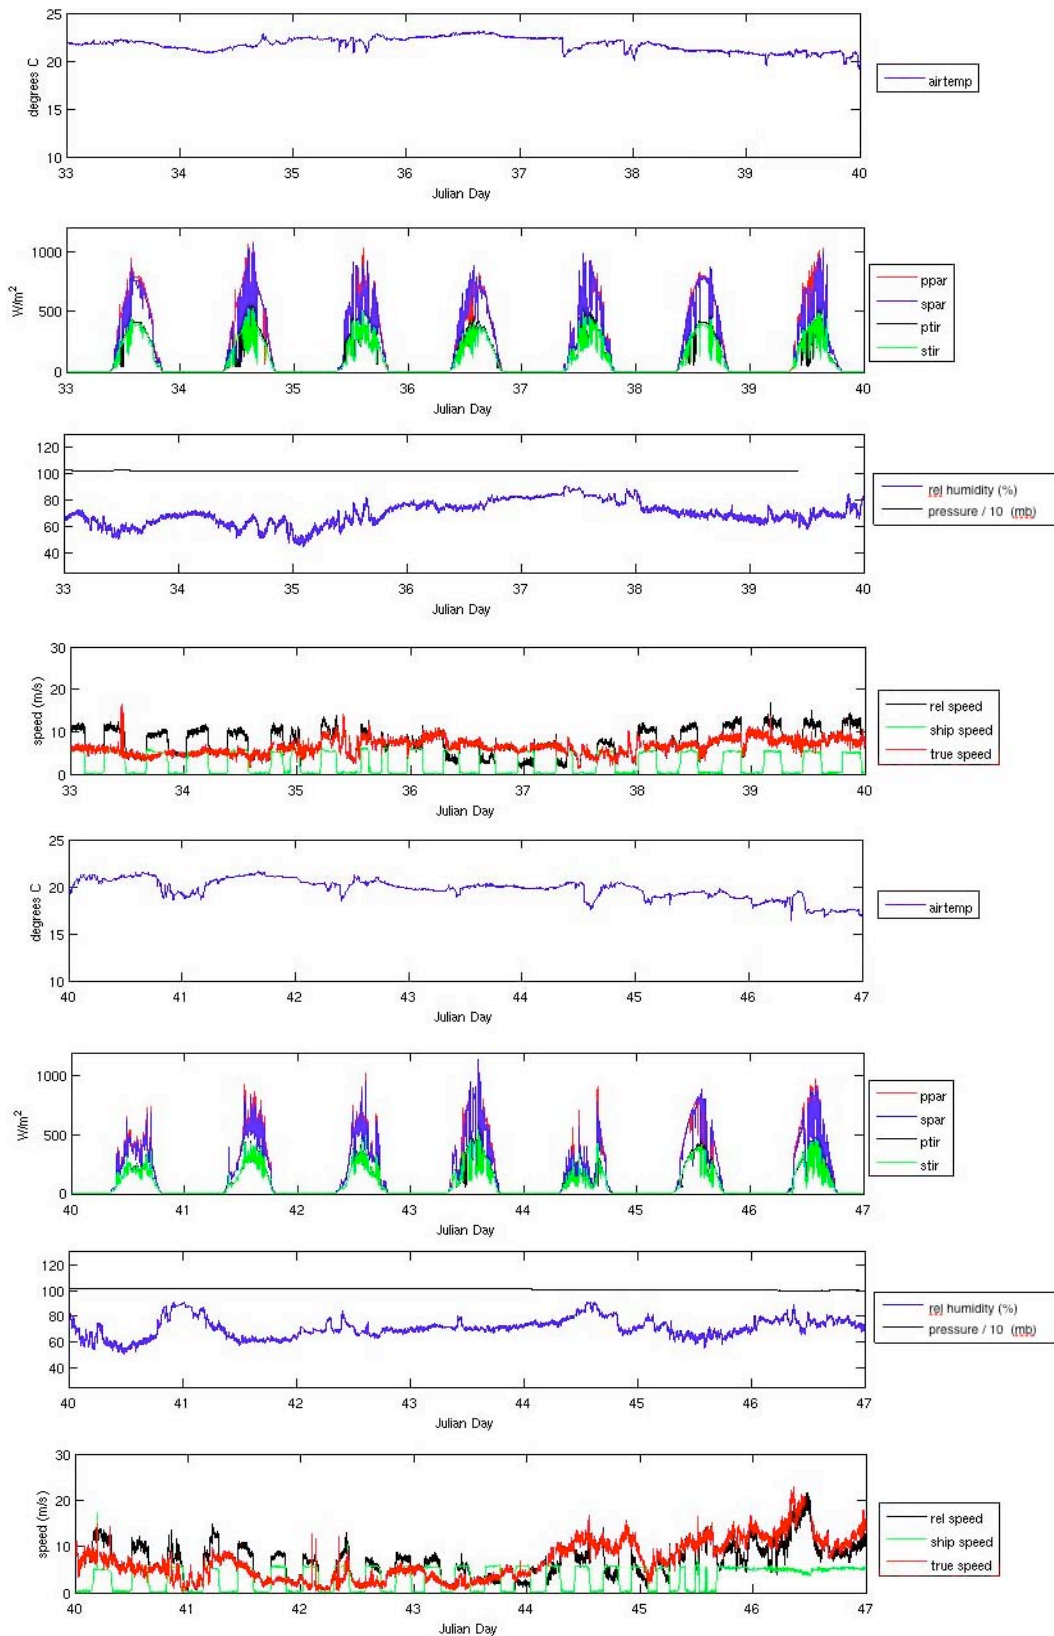 25
20
15
10
degrees C
33 34 35 36 37 38 39 40
Julian Day
airtemp
1000
500
0
W/m²
33 34 35 36 37 38 39 40
Julian Day
ppar
spar
ptir
stir
120
100
80
60
40
33 34 35 36 37 38 39 40
Julian Day
rel humidity (%)
pressure / 10 (mb)
30
20
10
0
speed (m/s)
33 34 35 36 37 38 39 40
Julian Day
rel speed
ship speed
true speed
25
20
15
10
degrees C
40 41 42 43 44 45 46 47
Julian Day
airtemp
1000
500
0
W/m²
40 41 42 43 44 45 46 47
Julian Day
ppar
spar
ptir
stir
120
100
80
60
40
40 41 42 43 44 45 46 47
Julian Day
rel humidity (%)
pressure / 10 (mb)
30
20
10
0
speed (m/s)
40 41 42 43 44 45 46 47
Julian Day
rel speed
ship speed
true speed